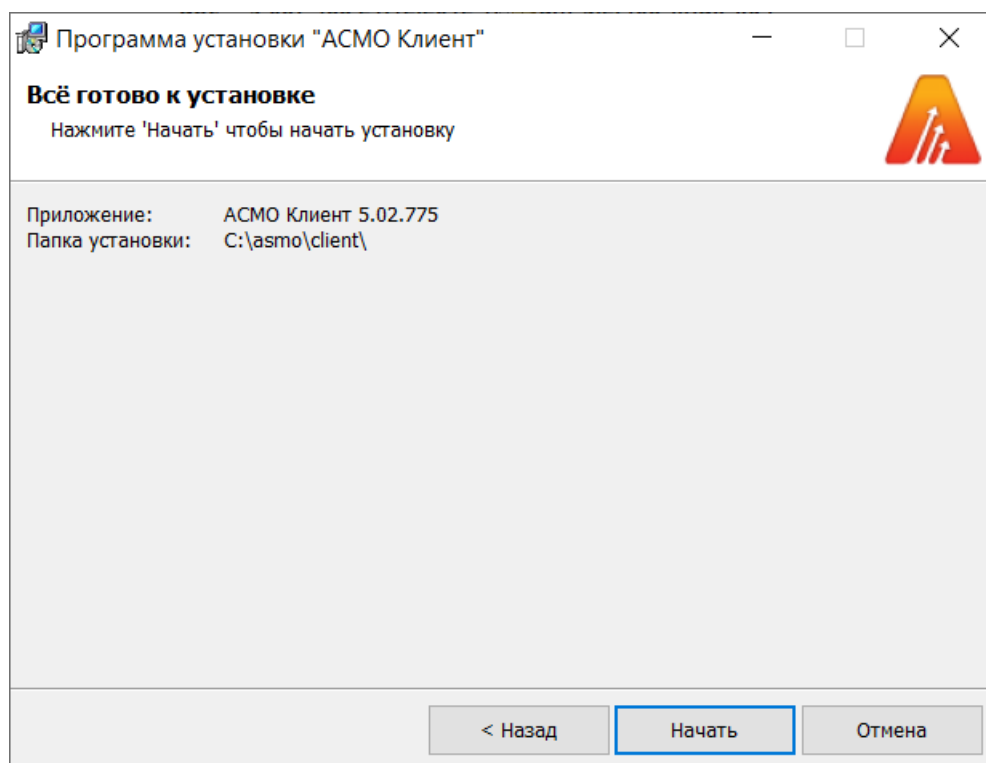 Программа установки "АСМО Клиент"
Всё готово к установке
Нажмите 'Начать' чтобы начать установку
Приложение: АСМО Клиент 5.02.775
Папка установки: C:\asmo\client\
< Назад Начать Отмена